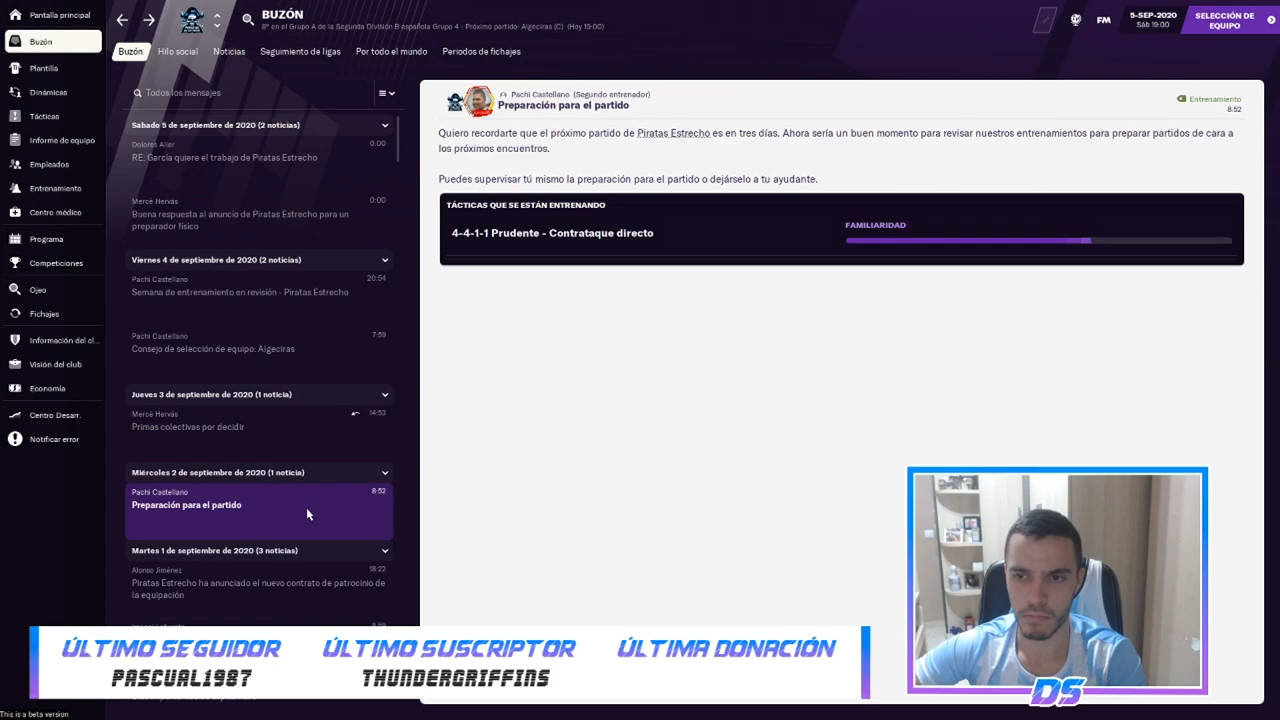 Pantalla principal
Buzón
Plantilla
Dinámicas
Tácticas
Informe de equipo
Empleados
Entrenamiento
Centro médico
Programa
Competiciones
Ojeo
Fichajes
Información del cl...
Visión del club
Economía
Centro Desarr.
Notificar error
This is a beta version
BUZÓN
8º en el Grupo A de la Segunda División B española Grupo 4 - Próximo partido: Algeciras (C) (Hoy 19:00)
FM
5-SEP-2020
Sáb 19:00
SELECCIÓN DE
EQUIPO
Buzón
Hilo social
Noticias
Seguimiento de ligas
Por todo el mundo
Periodos de fichajes
Todos los mensajes
Sabado 5 de septiembre de 2020 (2 noticias)
Dolores Aller 0:00
RE: García quiere el trabajo de Piratas Estrecho
Mercè Hervás 0:00
Buena respuesta al anuncio de Piratas Estrecho para un
preparador físico
Viernes 4 de septiembre de 2020 (2 noticias)
Pachi Castellano 20:54
Semana de entrenamiento en revisión - Piratas Estrecho
Pachi Castellano 7:59
Consejo de selección de equipo: Algeciras
Jueves 3 de septiembre de 2020 (1 noticia)
Mercè Hervás 14:53
Primas colectivas por decidir
Miércoles 2 de septiembre de 2020 (1 noticia)
Pachi Castellano 8:52
Preparación para el partido
Martes 1 de septiembre de 2020 (3 noticias)
Alonso Jiménez 18:22
Piratas Estrecho ha anunciado el nuevo contrato de patrocinio de
la equipación
Pachi Castellano (Segundo entrenador)
Preparación para el partido
Entrenamiento
8:52
Quiero recordarte que el próximo partido de Piratas Estrecho es en tres días. Ahora sería un buen momento para revisar nuestros entrenamientos para preparar partidos de cara a
los próximos encuentros.
Puedes supervisar tú mismo la preparación para el partido o dejárselo a tu ayudante.
TÁCTICAS QUE SE ESTÁN ENTRENANDO
4-4-1-1 Prudente - Contrataque directo
FAMILIARIDAD
ÚLTIMO SEGUIDOR
PASCUAL1987
ÚLTIMO SUSCRIPTOR
THUNDERGRIFFINS
ÚLTIMA DONACIÓN
DS